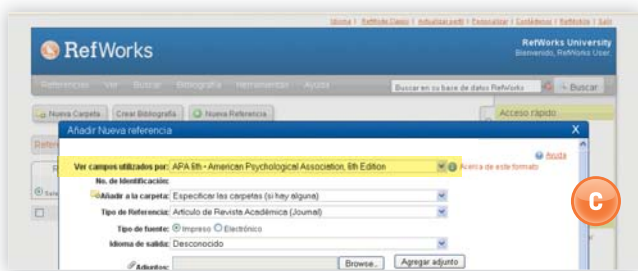 Idioma | RefWorks Classic | Actualizar perfil | Personalizar | Contáctenos | RefMobile | Salir
RefWorks
RefWorks University
Bienvenido, RefWorks User.
Referencias Ver Buscar Bibliografía Herramientas Ayuda
Buscar en su base de datos RefWorks
Buscar
Nueva Carpeta
Crear Bibliografía
Nueva Referencia
Acceso rápido
Añadir Nueva referencia
X
Ayuda
Ver campos utilizados por: APA 6th - American Psychological Association, 6th Edition
Acerca de este formato
No. de Identificación:
Añadir a la carpeta: Especificar las carpetas (si hay alguna)
Tipo de Referencia: Artículo de Revista Académica (Journal)
Tipo de fuente: Impreso Electrónico
Idioma de salida: Desconocido
Adjuntos:
Browse...
Agregar adjunto
C